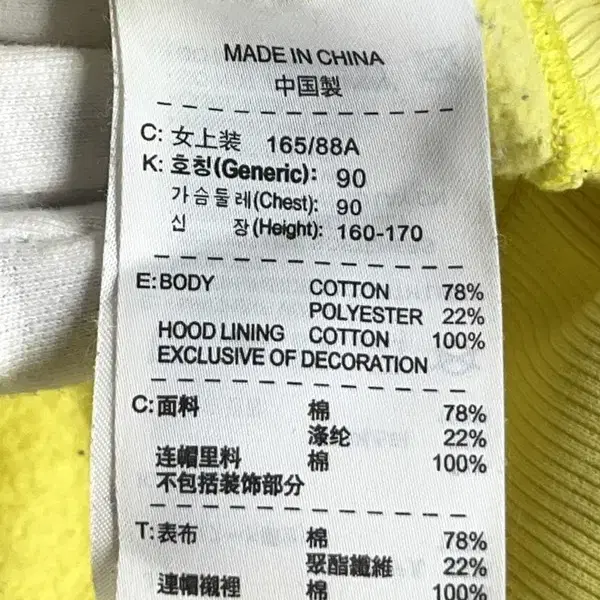 MADE IN CHINA
中国製
C: 女上装 165/88A
K: 호칭(Generic): 90
가슴둘레(Chest): 90
신 장(Height): 160-170
E: BODY COTTON 78%
POLYESTER 22%
HOOD LINING COTTON 100%
EXCLUSIVE OF DECORATION
C: 面料 棉 78%
涤纶 22%
连帽里料 棉 100%
不包括装饰部分
T: 表布 棉 78%
聚酯纖維 22%
連帽襯裡 棉 100%